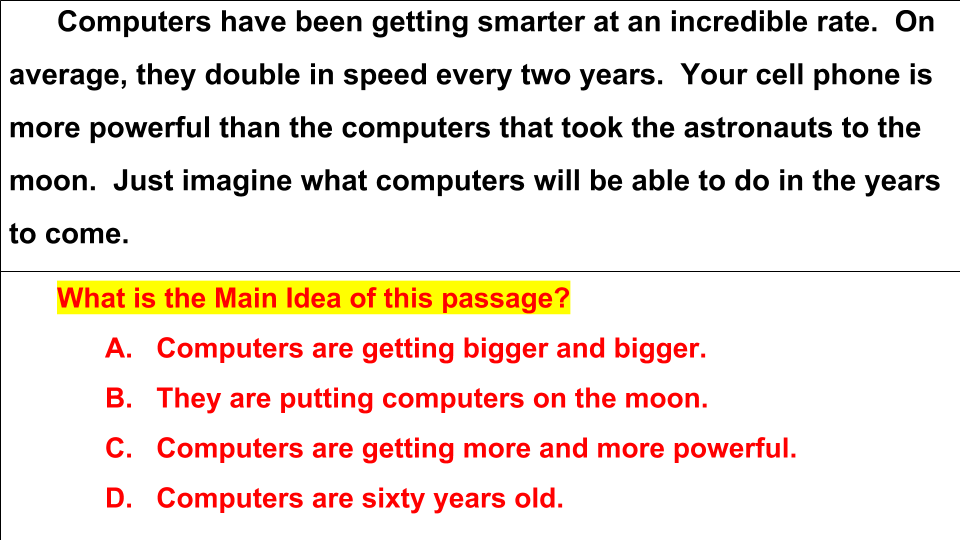 Computers have been getting smarter at an incredible rate.  On
average, they double in speed every two years.  Your cell phone is
more powerful than the computers that took the astronauts to the
moon.  Just imagine what computers will be able to do in the years
to come.
What is the Main Idea of this passage?
A. Computers are getting bigger and bigger.
B. They are putting computers on the moon.
C. Computers are getting more and more powerful.
D. Computers are sixty years old.